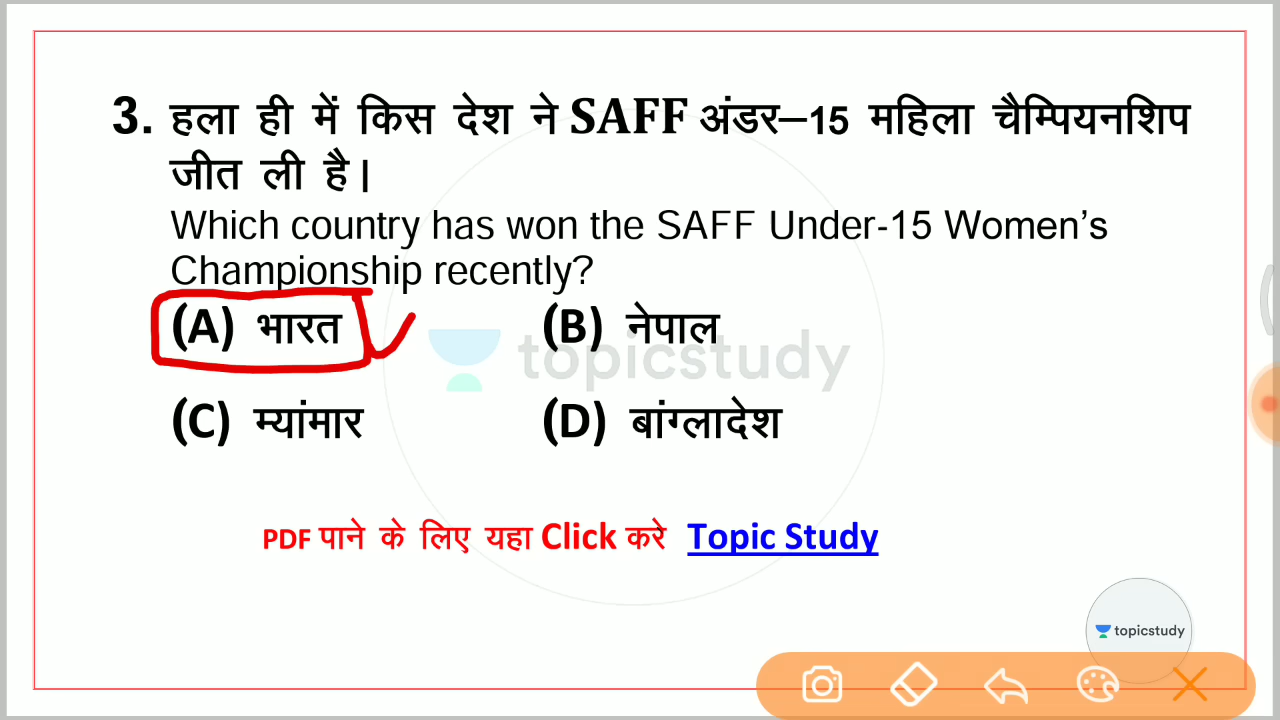 3. हला ही में किस देश ने SAFF अंडर–15 महिला चैम्पियनशिप
जीत ली है।
Which country has won the SAFF Under-15 Women’s
Championship recently?
(A) भारत (B) नेपाल
topicstudy
(C) म्यांमार (D) बांग्लादेश
PDF पाने के लिए यहा Click करे Topic Study
topicstudy